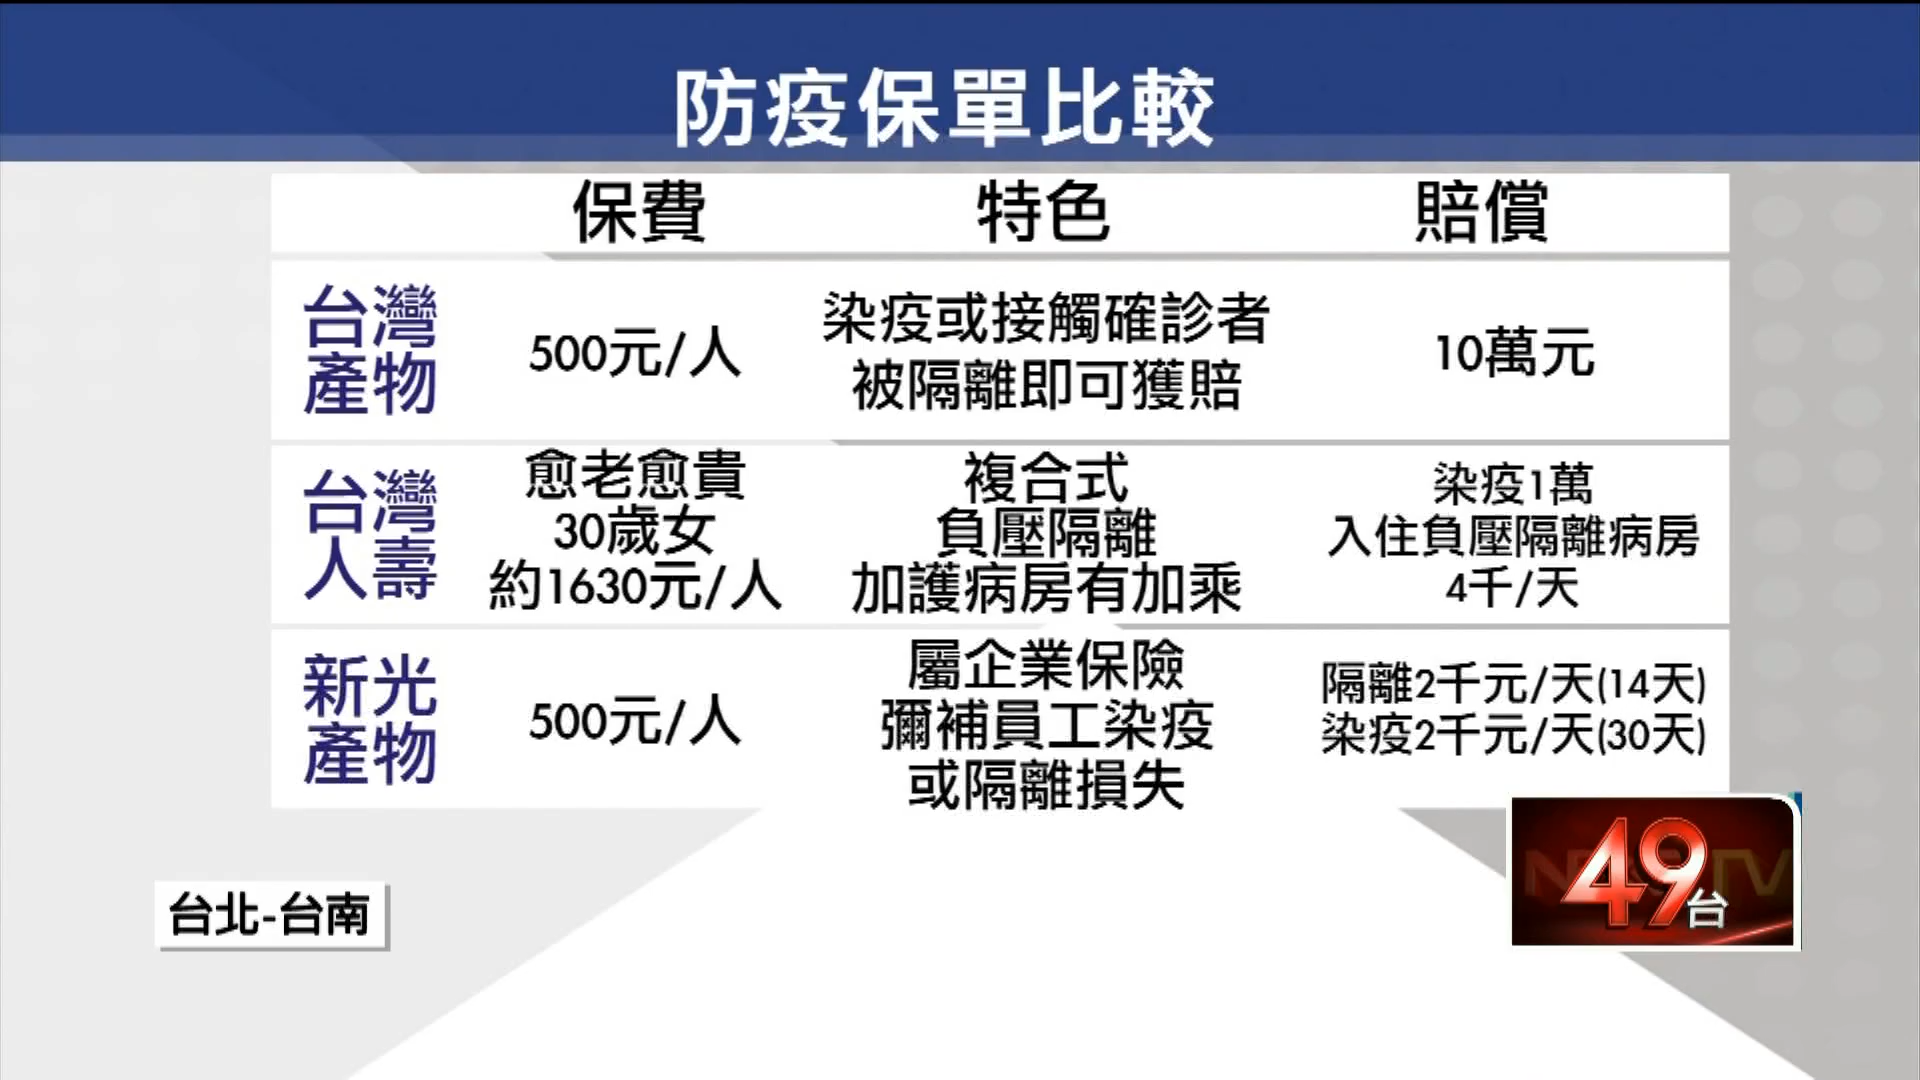 防疫保單比較
保費 特色 賠償
台灣
產物
500元/人
染疫或接觸確診者
被隔離即可獲賠
10萬元
台灣
人壽
愈老愈貴
30歲女
約1630元/人
複合式
負壓隔離
加護病房有加乘
染疫1萬
入住負壓隔離病房
4千/天
新光
產物
500元/人
屬企業保險
彌補員工染疫
或隔離損失
隔離2千元/天(14天)
染疫2千元/天(30天)
台北-台南
49台